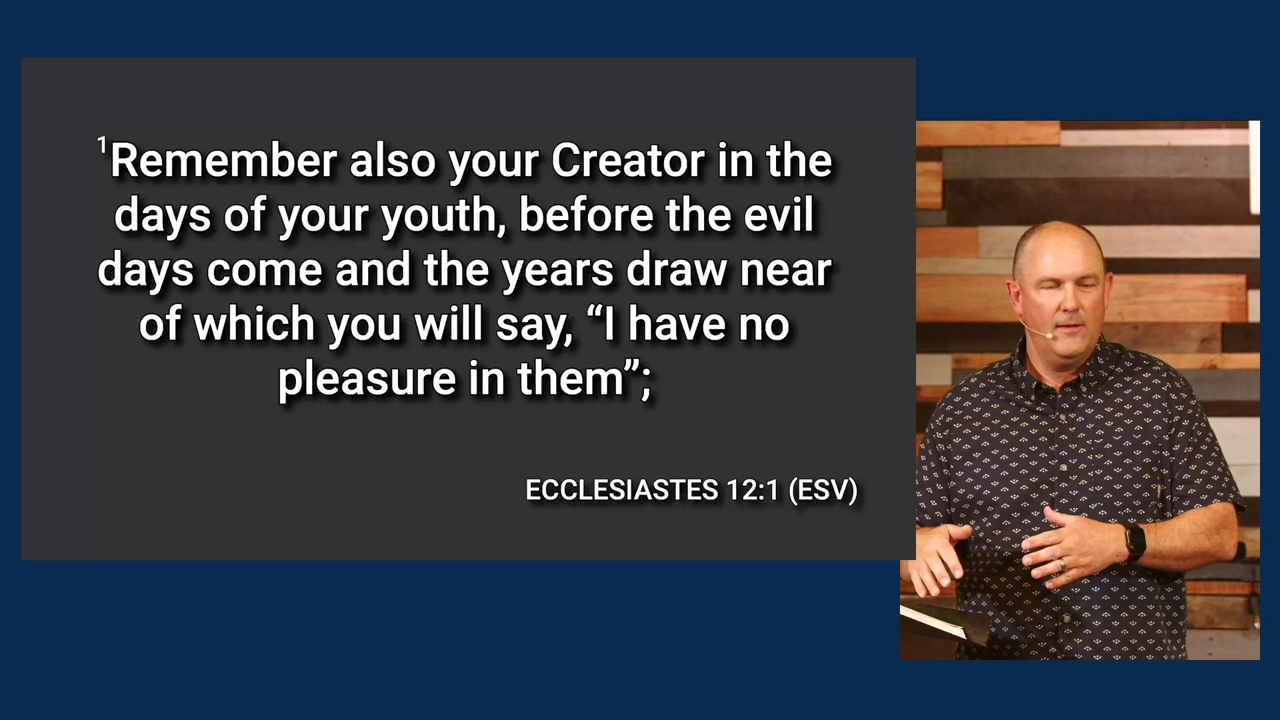 ¹Remember also your Creator in the
days of your youth, before the evil
days come and the years draw near
of which you will say, “I have no
pleasure in them”;
ECCLESIASTES 12:1 (ESV)